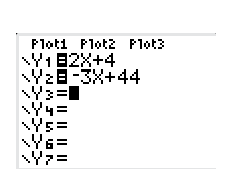 Plot1 Plot2 Plot3
\Y1=2X+4
\Y2=-3X+44
\Y3=
\Y4=
\Y5=
\Y6=
\Y7=